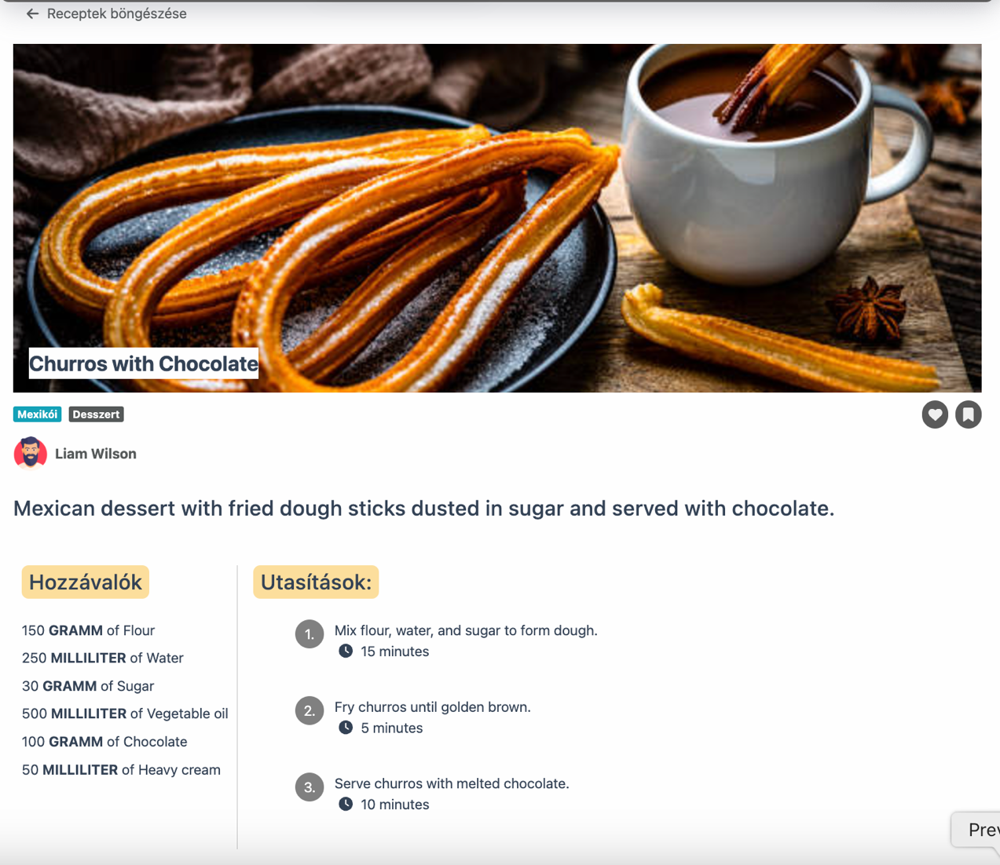 Receptek böngészése
Churros with Chocolate
Mexikói Desszert
Liam Wilson
Mexican dessert with fried dough sticks dusted in sugar and served with chocolate.
Hozzávalók
150 GRAMM of Flour
250 MILLILITER of Water
30 GRAMM of Sugar
500 MILLILITER of Vegetable oil
100 GRAMM of Chocolate
50 MILLILITER of Heavy cream
Utasítások:
1. Mix flour, water, and sugar to form dough.
15 minutes
2. Fry churros until golden brown.
5 minutes
3. Serve churros with melted chocolate.
10 minutes